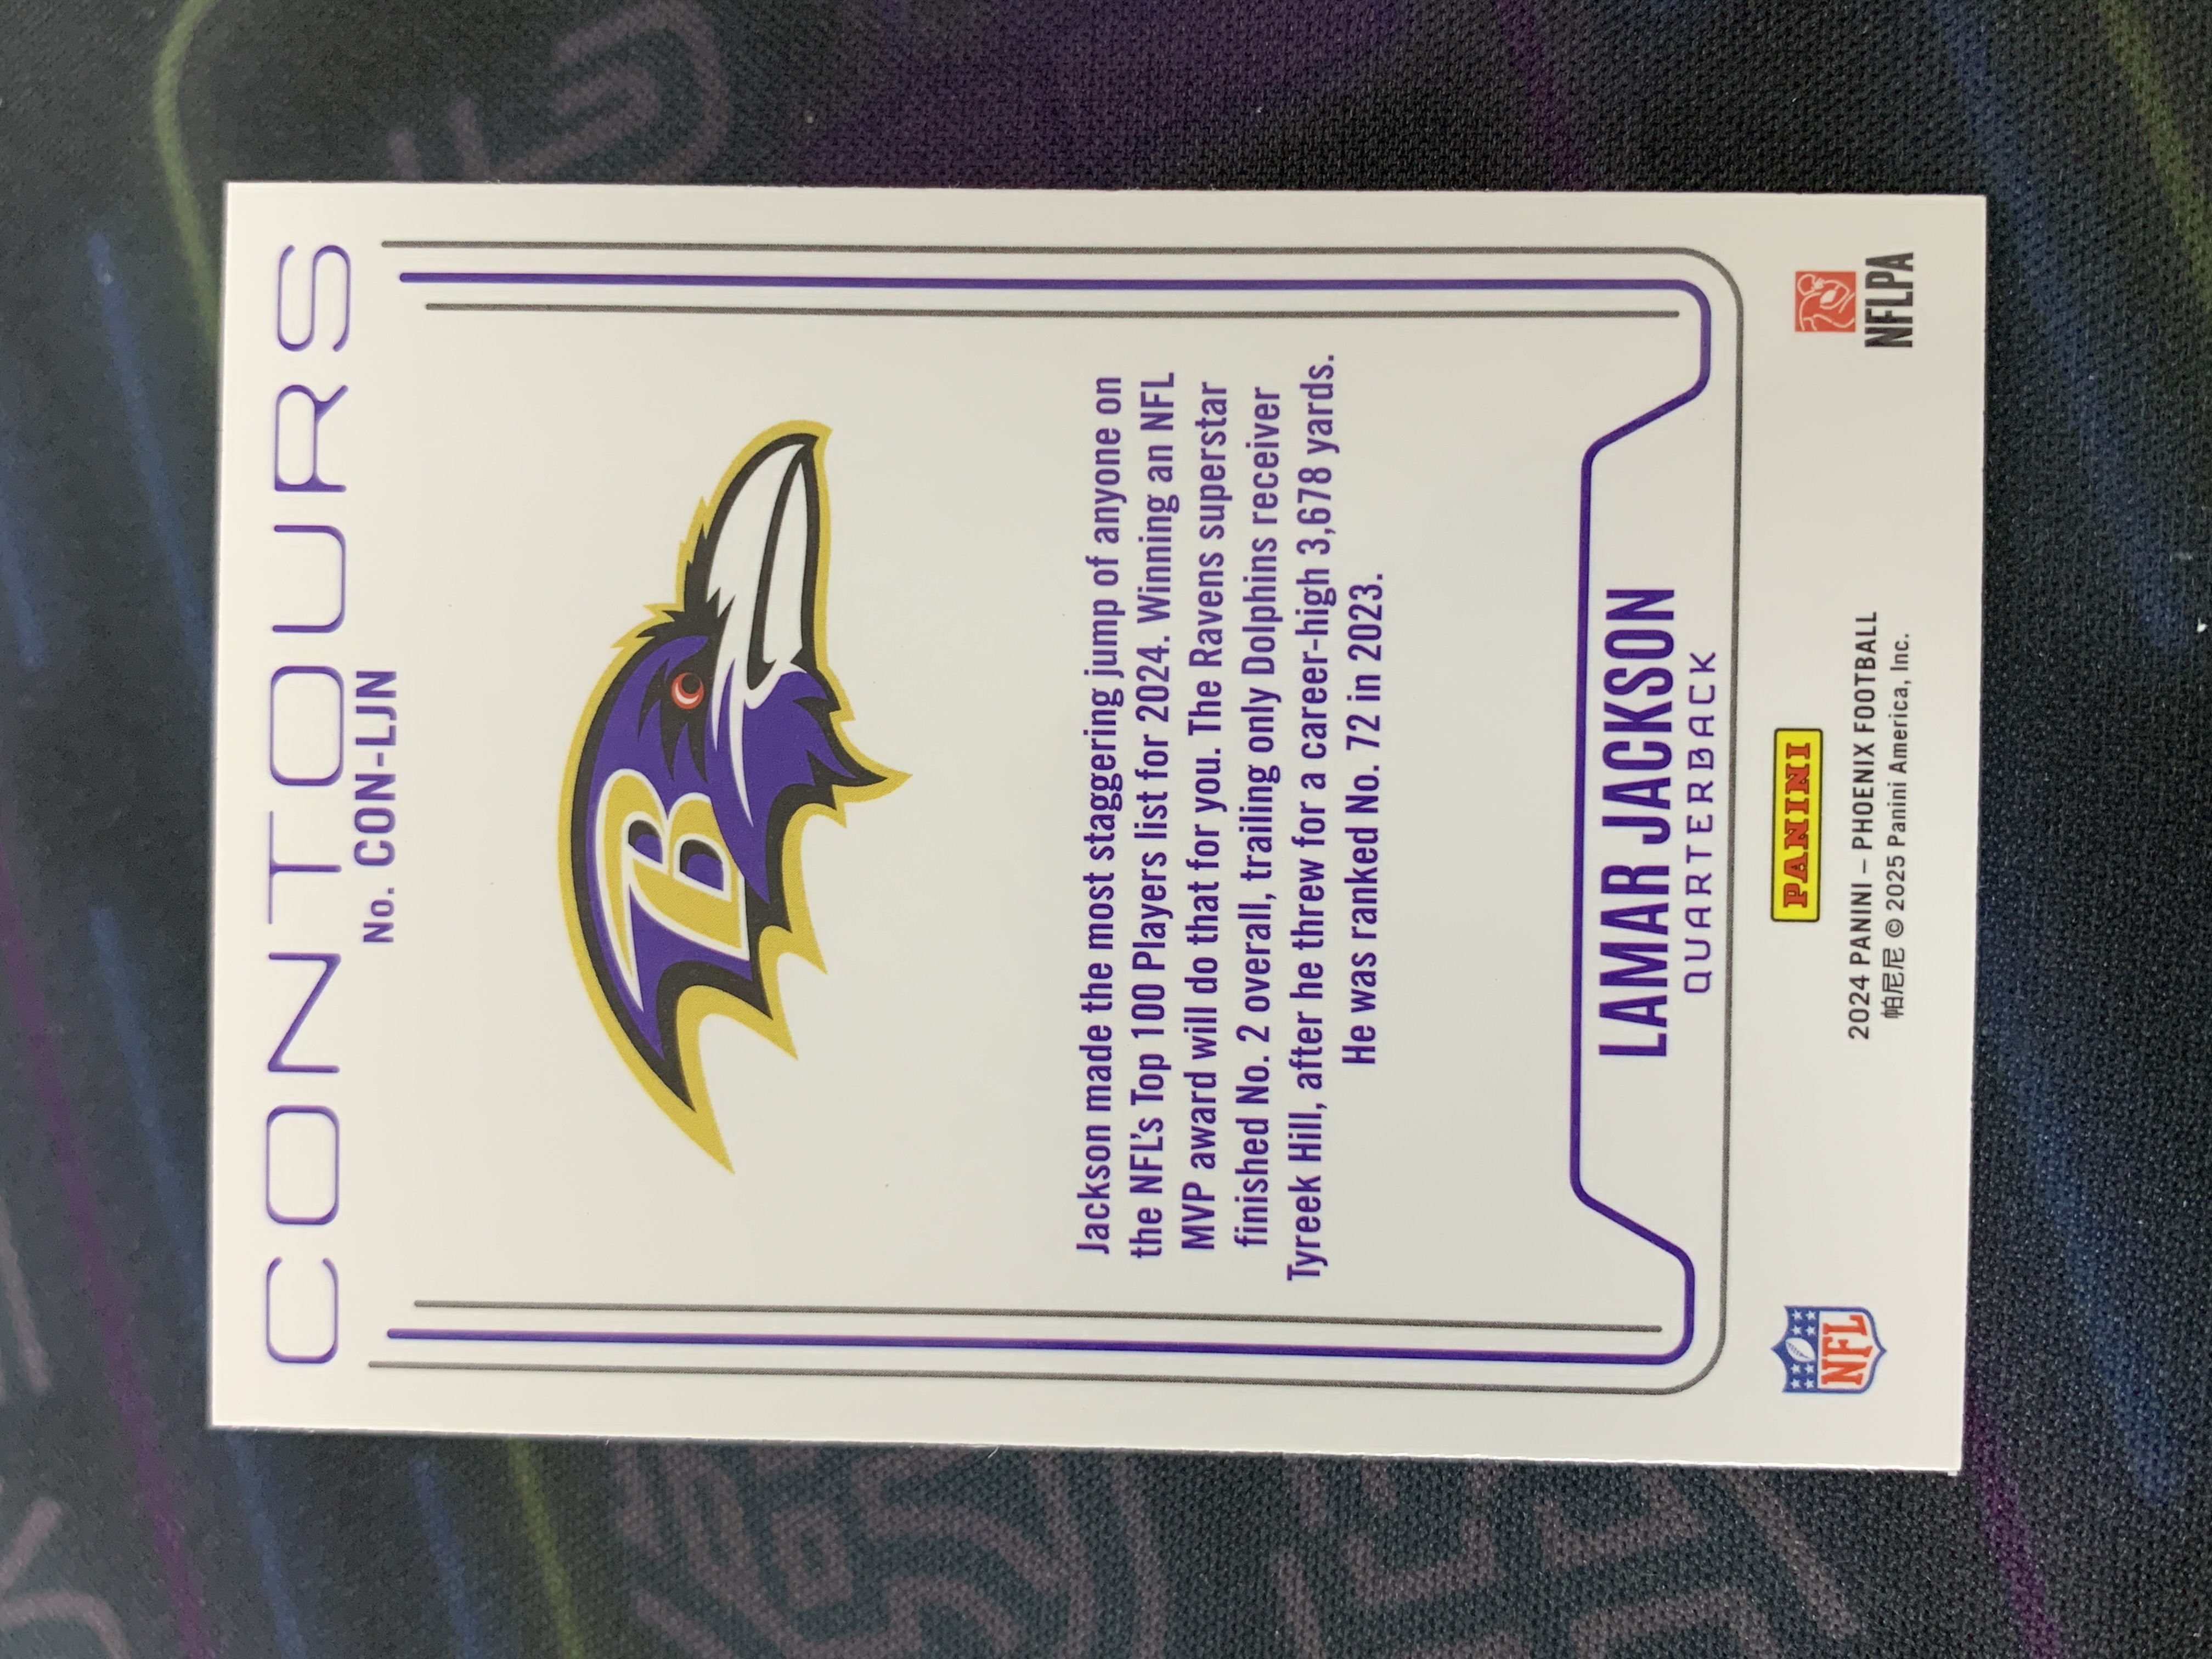 CONTOURS
No. CON-LJN
B
Jackson made the most staggering jump of anyone on
the NFL's Top 100 Players list for 2024. Winning an NFL
MVP award will do that for you. The Ravens superstar
finished No. 2 overall, trailing only Dolphins receiver
Tyreek Hill, after he threw for a career-high 3,678 yards.
He was ranked No. 72 in 2023.
LAMAR JACKSON
QUARTERBACK
NFL
PANINI
NFLPA
2024 PANINI – PHOENIX FOOTBALL
帕尼尼 © 2025 Panini America, Inc.